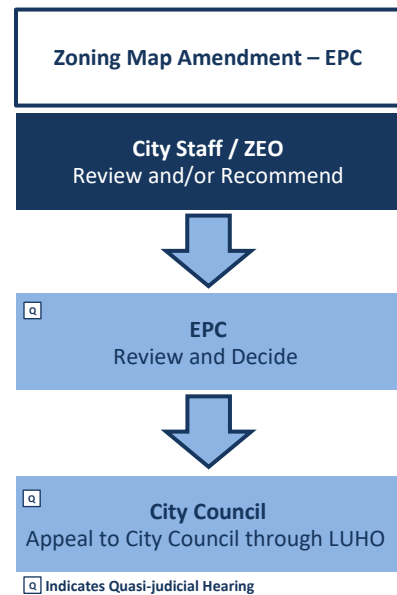 Zoning Map Amendment – EPC
City Staff / ZEO
Review and/or Recommend
Q
EPC
Review and Decide
Q
City Council
Appeal to City Council through LUHO
Q Indicates Quasi-judicial Hearing